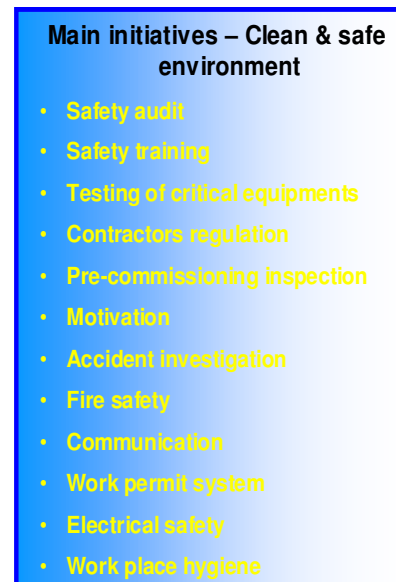 Main initiatives – Clean & safe
environment
• Safety audit
• Safety training
• Testing of critical equipments
• Contractors regulation
• Pre-commissioning inspection
• Motivation
• Accident investigation
• Fire safety
• Communication
• Work permit system
• Electrical safety
• Work place hygiene